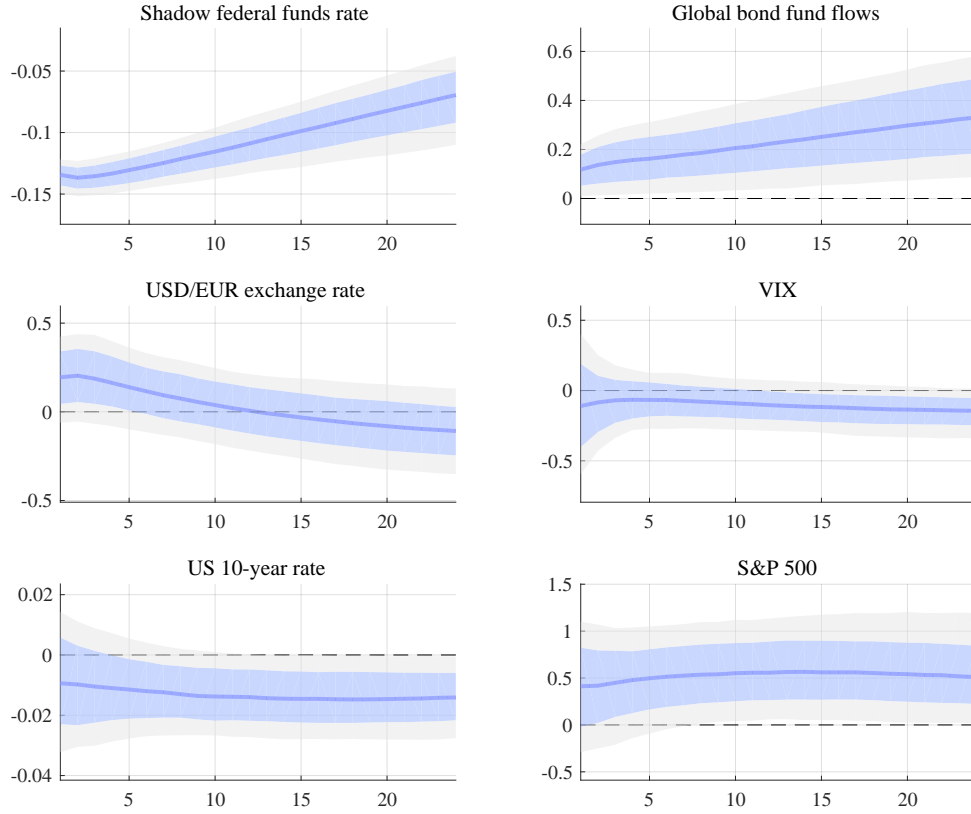 Shadow federal funds rate
-0.05
-0.1
-0.15
5 10 15 20
Global bond fund flows
0.6
0.4
0.2
0
5 10 15 20
USD/EUR exchange rate
0.5
0
-0.5
5 10 15 20
VIX
0.5
0
-0.5
5 10 15 20
US 10-year rate
0.02
0
-0.02
-0.04
5 10 15 20
S&P 500
1.5
1
0.5
0
-0.5
5 10 15 20